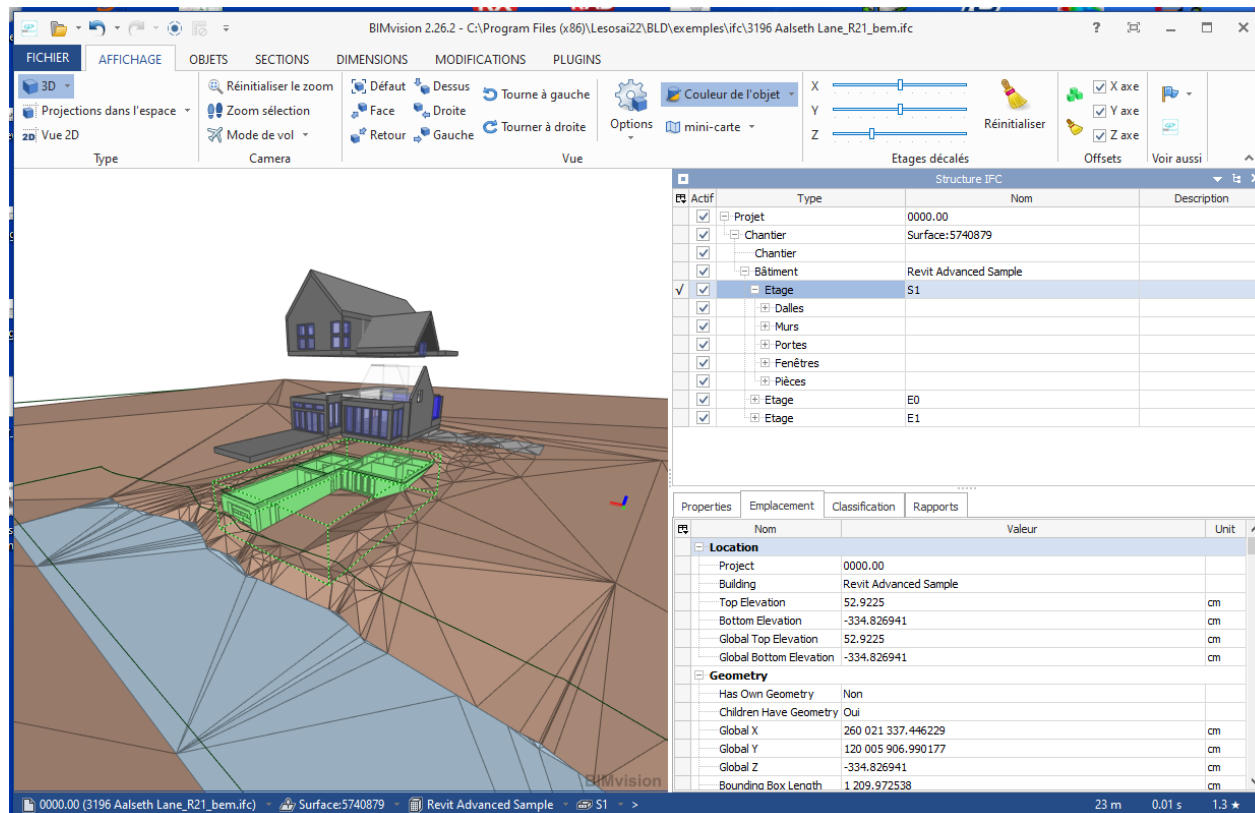 BIMvision 2.26.2 - C:\Program Files (x86)\Lesosai22\BLD\exemples\ifc\3196 Aalseth Lane_R21_bem.ifc
FICHIER AFFICHAGE OBJETS SECTIONS DIMENSIONS MODIFICATIONS PLUGINS
3D
Projections dans l'espace
2D Vue 2D
Type
Réinitialiser le zoom
Zoom sélection
Mode de vol
Camera
Défaut Dessus Tourne à gauche
Face Droite
Retour Gauche Tourner à droite
Vue
Options
Couleur de l'objet
mini-carte
X
Y
Z
Réinitialiser
Etages décalés
X axe
Y axe
Z axe
Offsets
Voir aussi
Structure IFC
Actif Type Nom Description
Projet 0000.00
Chantier Surface:5740879
Chantier
Bâtiment Revit Advanced Sample
Etage S1
Dalles
Murs
Portes
Fenêtres
Pièces
Etage E0
Etage E1
Properties Emplacement Classification Rapports
Nom Valeur Unit
Location
Project 0000.00
Building Revit Advanced Sample
Top Elevation 52.9225 cm
Bottom Elevation -334.826941 cm
Global Top Elevation 52.9225 cm
Global Bottom Elevation -334.826941 cm
Geometry
Has Own Geometry Non
Children Have Geometry Oui
Global X 260 021 337.446229 cm
Global Y 120 005 906.990177 cm
Global Z -334.826941 cm
Bounding Box Length 1 209.972538 cm
BIMvision
0000.00 (3196 Aalseth Lane_R21_bem.ifc) Surface:5740879 Revit Advanced Sample S1 > 23 m 0.01 s 1.3 ★